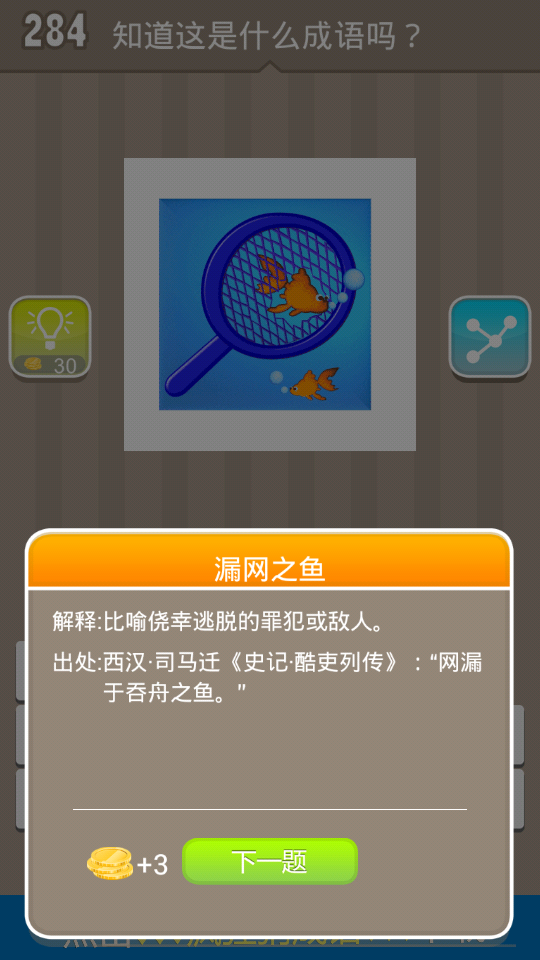 284
知道这是什么成语吗？
30
漏网之鱼
解释:比喻侥幸逃脱的罪犯或敌人。
出处:西汉·司马迁《史记·酷吏列传》：“网漏
于吞舟之鱼。”
+3
下一题